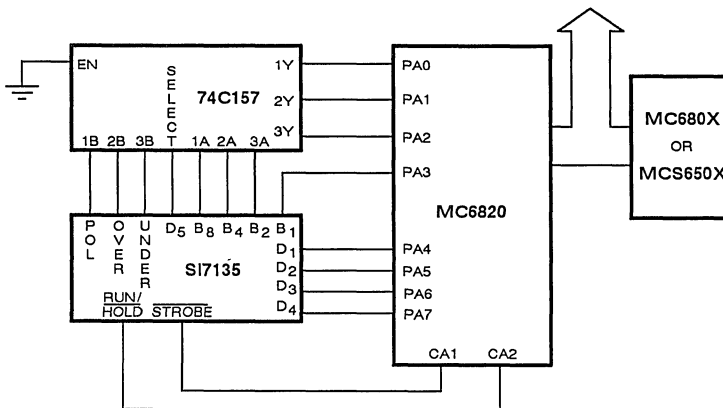 EN
SELECT
74C157
1Y
2Y
3Y
1B 2B 3B 1A 2A 3A
POL
OVER
UNDER
D5 B8 B4 B2 B1
D1
D2
D3
D4
SI7135
RUN/
HOLD STROBE
PA0
PA1
PA2
PA3
MC6820
PA4
PA5
PA6
PA7
CA1 CA2
MC680X
OR
MCS650X